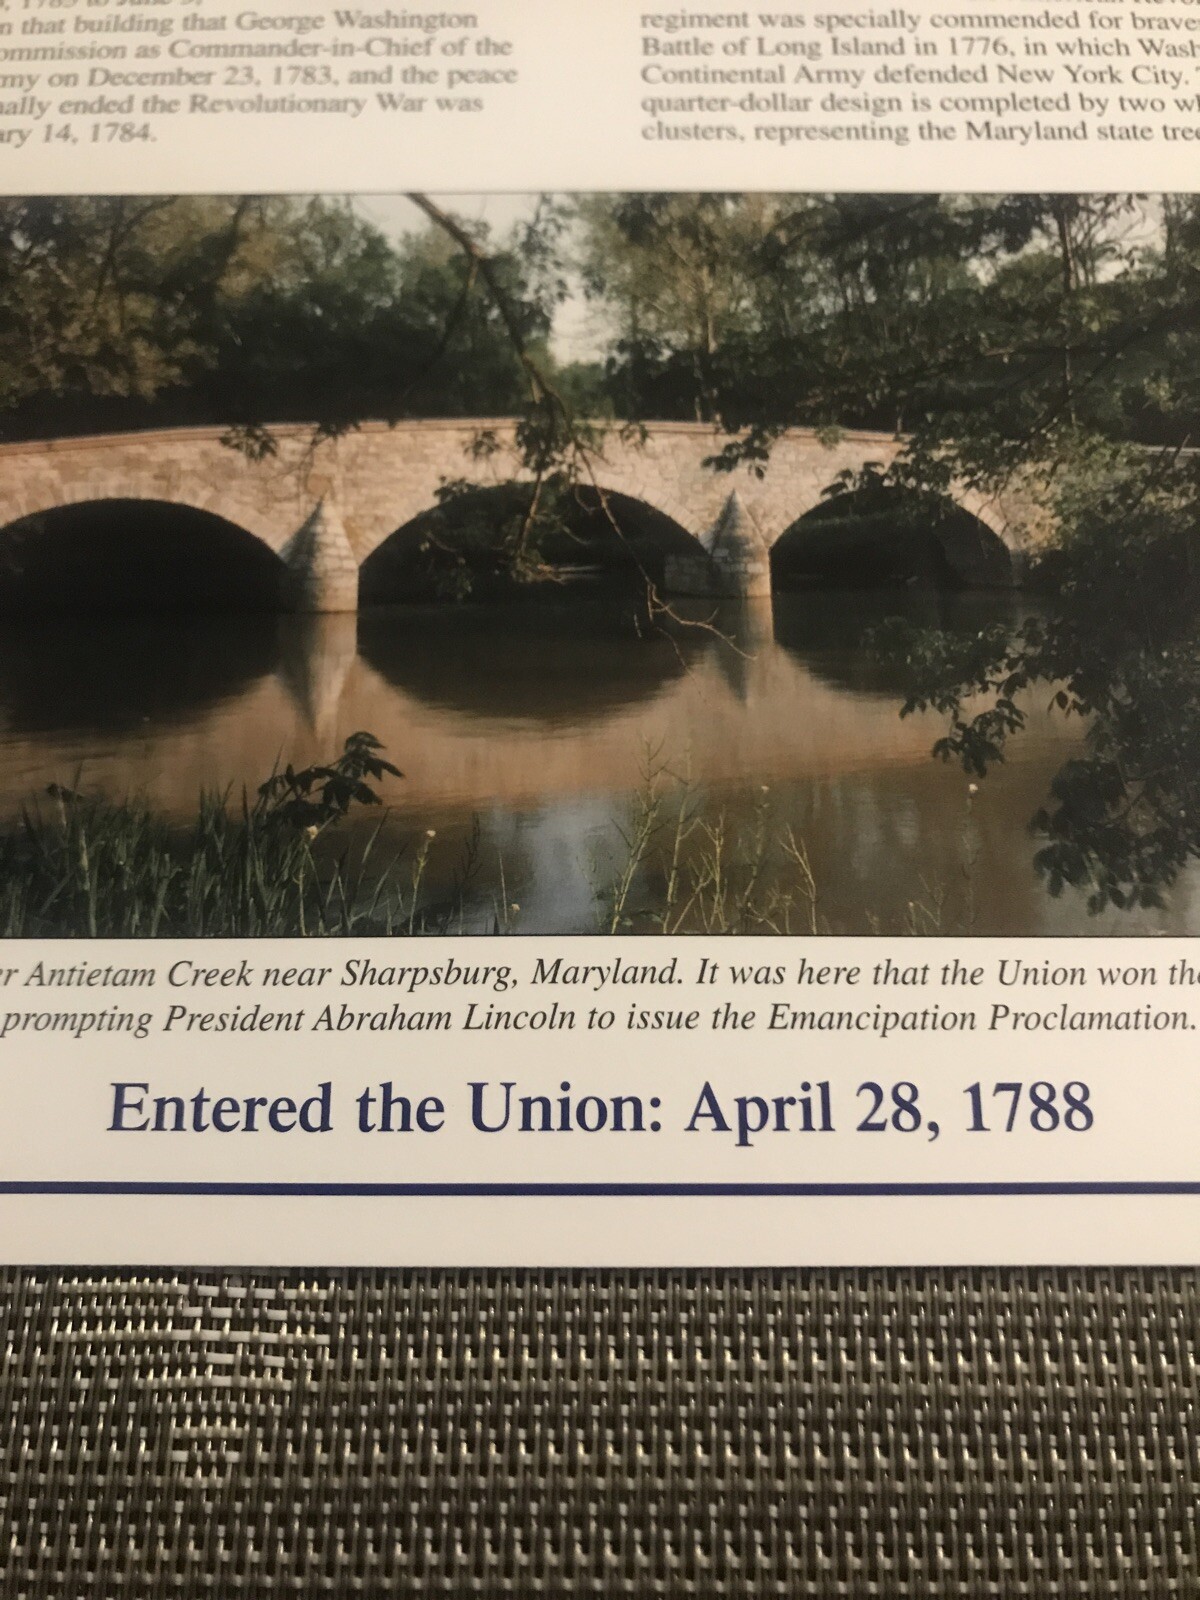 n that building that George Washington
ommission as Commander-in-Chief of the
my on December 23, 1783, and the peace
nally ended the Revolutionary War was
ary 14, 1784.
regiment was specially commended for brave
Battle of Long Island in 1776, in which Wash
Continental Army defended New York City.
quarter-dollar design is completed by two wh
clusters, representing the Maryland state tree
er Antietam Creek near Sharpsburg, Maryland. It was here that the Union won the
prompting President Abraham Lincoln to issue the Emancipation Proclamation.
Entered the Union: April 28, 1788